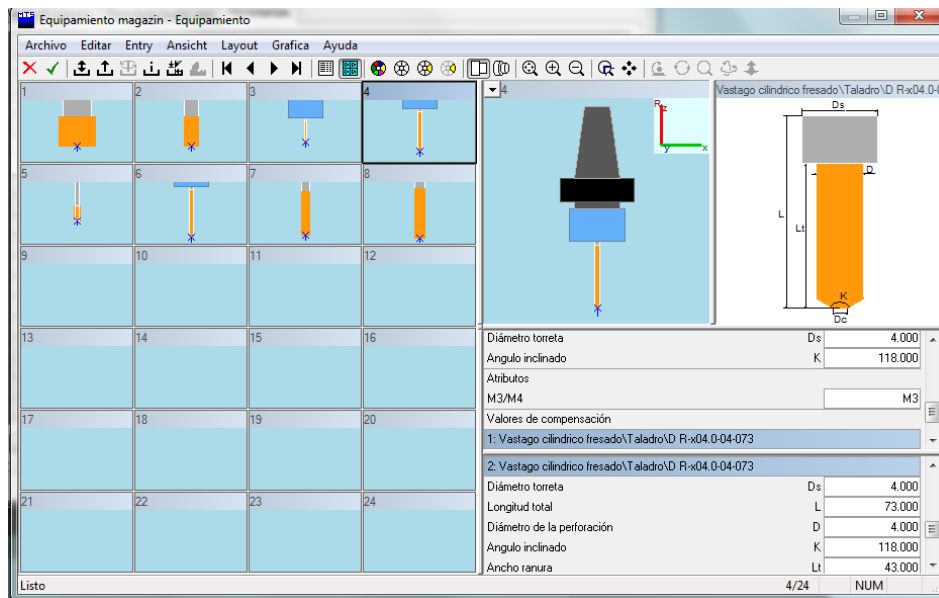 MTS
Equipamiento magazin - Equipamiento
Archivo Editar Entry Ansicht Layout Grafica Ayuda
1 2 3 4
5 6 7 8
9 10 11 12
13 14 15 16
17 18 19 20
21 22 23 24
4
R
z
y x
Vastago cilindrico fresado\Taladro\D R-x04.0-0
Ds
D
L
Lt
K
Dc
Diámetro torreta Ds 4.000
Angulo inclinado K 118.000
Atributos
M3/M4 M3
Valores de compensación
1: Vastago cilindrico fresado\Taladro\D R-x04.0-04-073
2: Vastago cilindrico fresado\Taladro\D R-x04.0-04-073
Diámetro torreta Ds 4.000
Longitud total L 73.000
Diámetro de la perforación D 4.000
Angulo inclinado K 118.000
Ancho ranura Lt 43.000
Listo 4/24 NUM